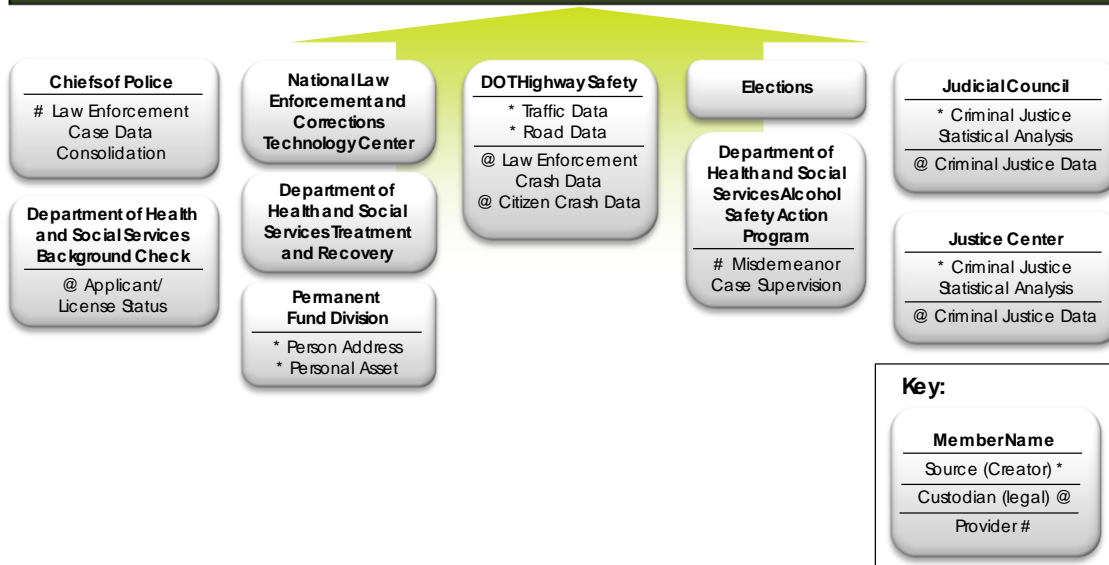 Chiefs of Police
# Law Enforcement
Case Data
Consolidation
Department of Health
and Social Services
Background Check
@ Applicant/
License Status
National Law
Enforcement and
Corrections
Technology Center
Department of
Health and Social
Services Treatment
and Recovery
Permanent
Fund Division
* Person Address
* Personal Asset
DOT Highway Safety
* Traffic Data
* Road Data
@ Law Enforcement
Crash Data
@ Citizen Crash Data
Elections
Department of
Health and Social
Services Alcohol
Safety Action
Program
# Misdemeanor
Case Supervision
Judicial Council
* Criminal Justice
Statistical Analysis
@ Criminal Justice Data
Justice Center
* Criminal Justice
Statistical Analysis
@ Criminal Justice Data
Key:
Member Name
Source (Creator) *
Custodian (legal) @
Provider #